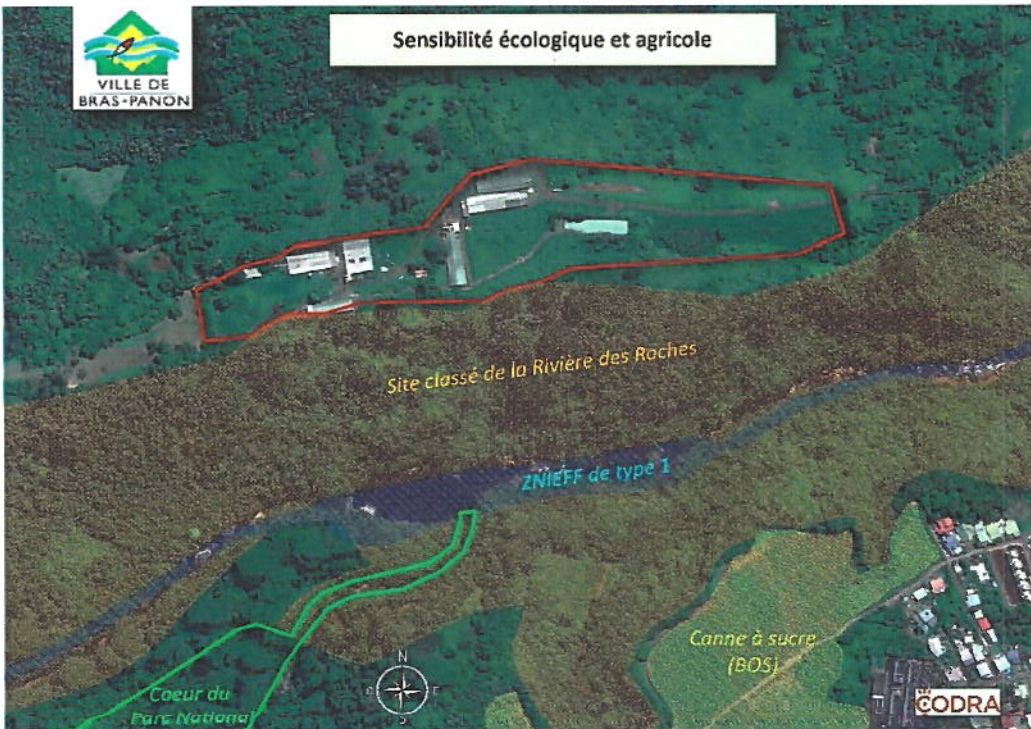 VILLE DE
BRAS-PANON
Sensibilité écologique et agricole
Site classé de la Rivière des Roches
ZNIEFF de type 1
Canne à sucre
(BOS)
Coeur du
Parc National
N
E
CODRA